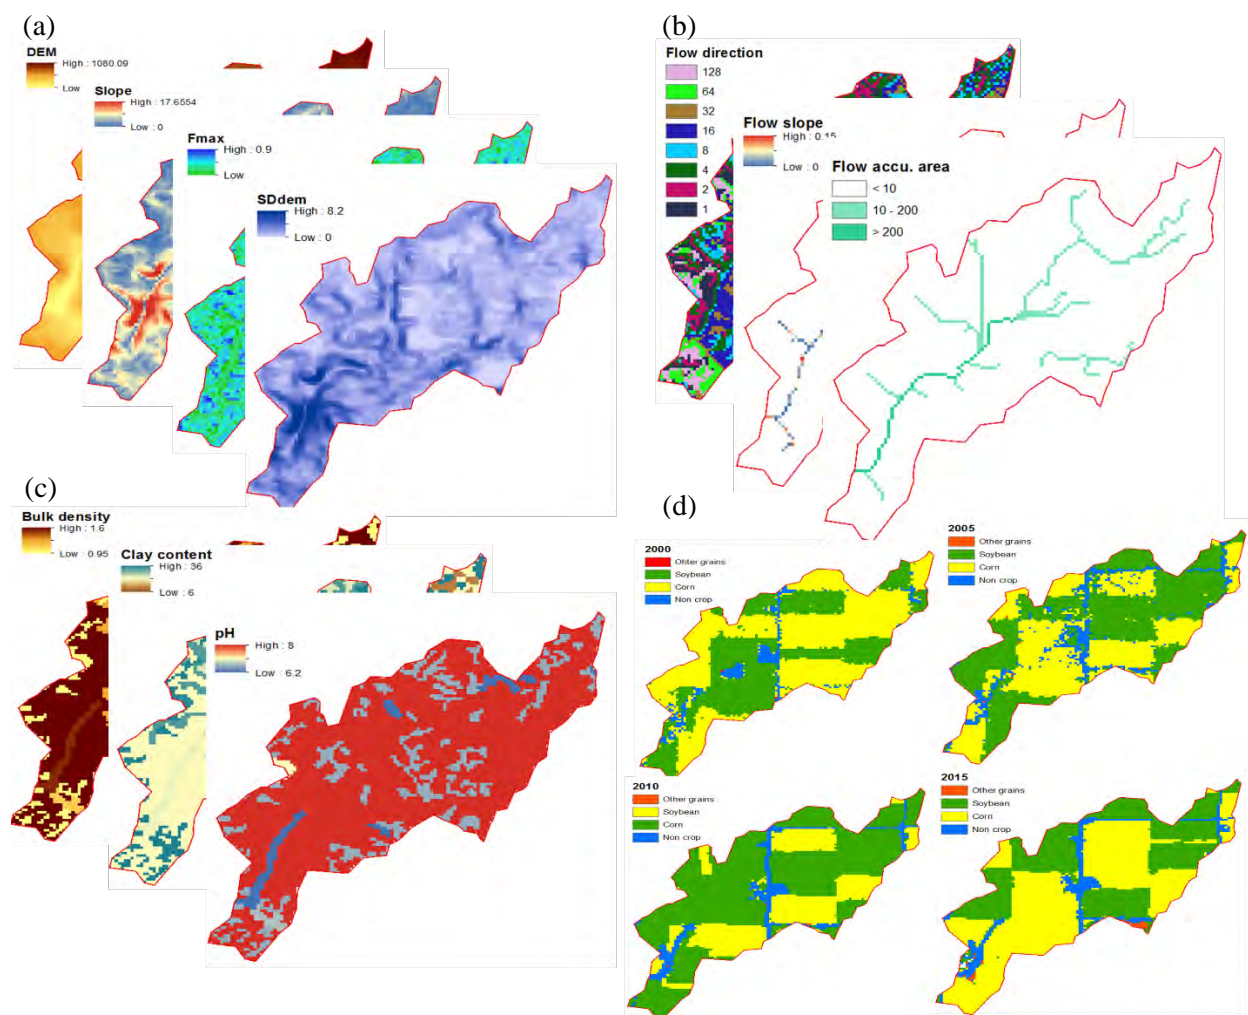 (a)
DEM
High : 1080.09
Low
Slope
High : 17.6554
Low : 0
Fmax
High : 0.9
Low
SDdem
High : 8.2
Low : 0
(b)
Flow direction
128
64
32
16
8
4
2
1
Flow slope
High : 0.15
Low : 0
Flow accu. area
< 10
10 - 200
> 200
(c)
Bulk density
High : 1.6
Low : 0.95
Clay content
High : 36
Low : 6
pH
High : 8
Low : 6.2
(d)
2000
Other grains
Soybean
Corn
Non crop
2005
Other grains
Soybean
Corn
Non crop
2010
Other grains
Soybean
Corn
Non crop
2015
Other grains
Soybean
Corn
Non crop